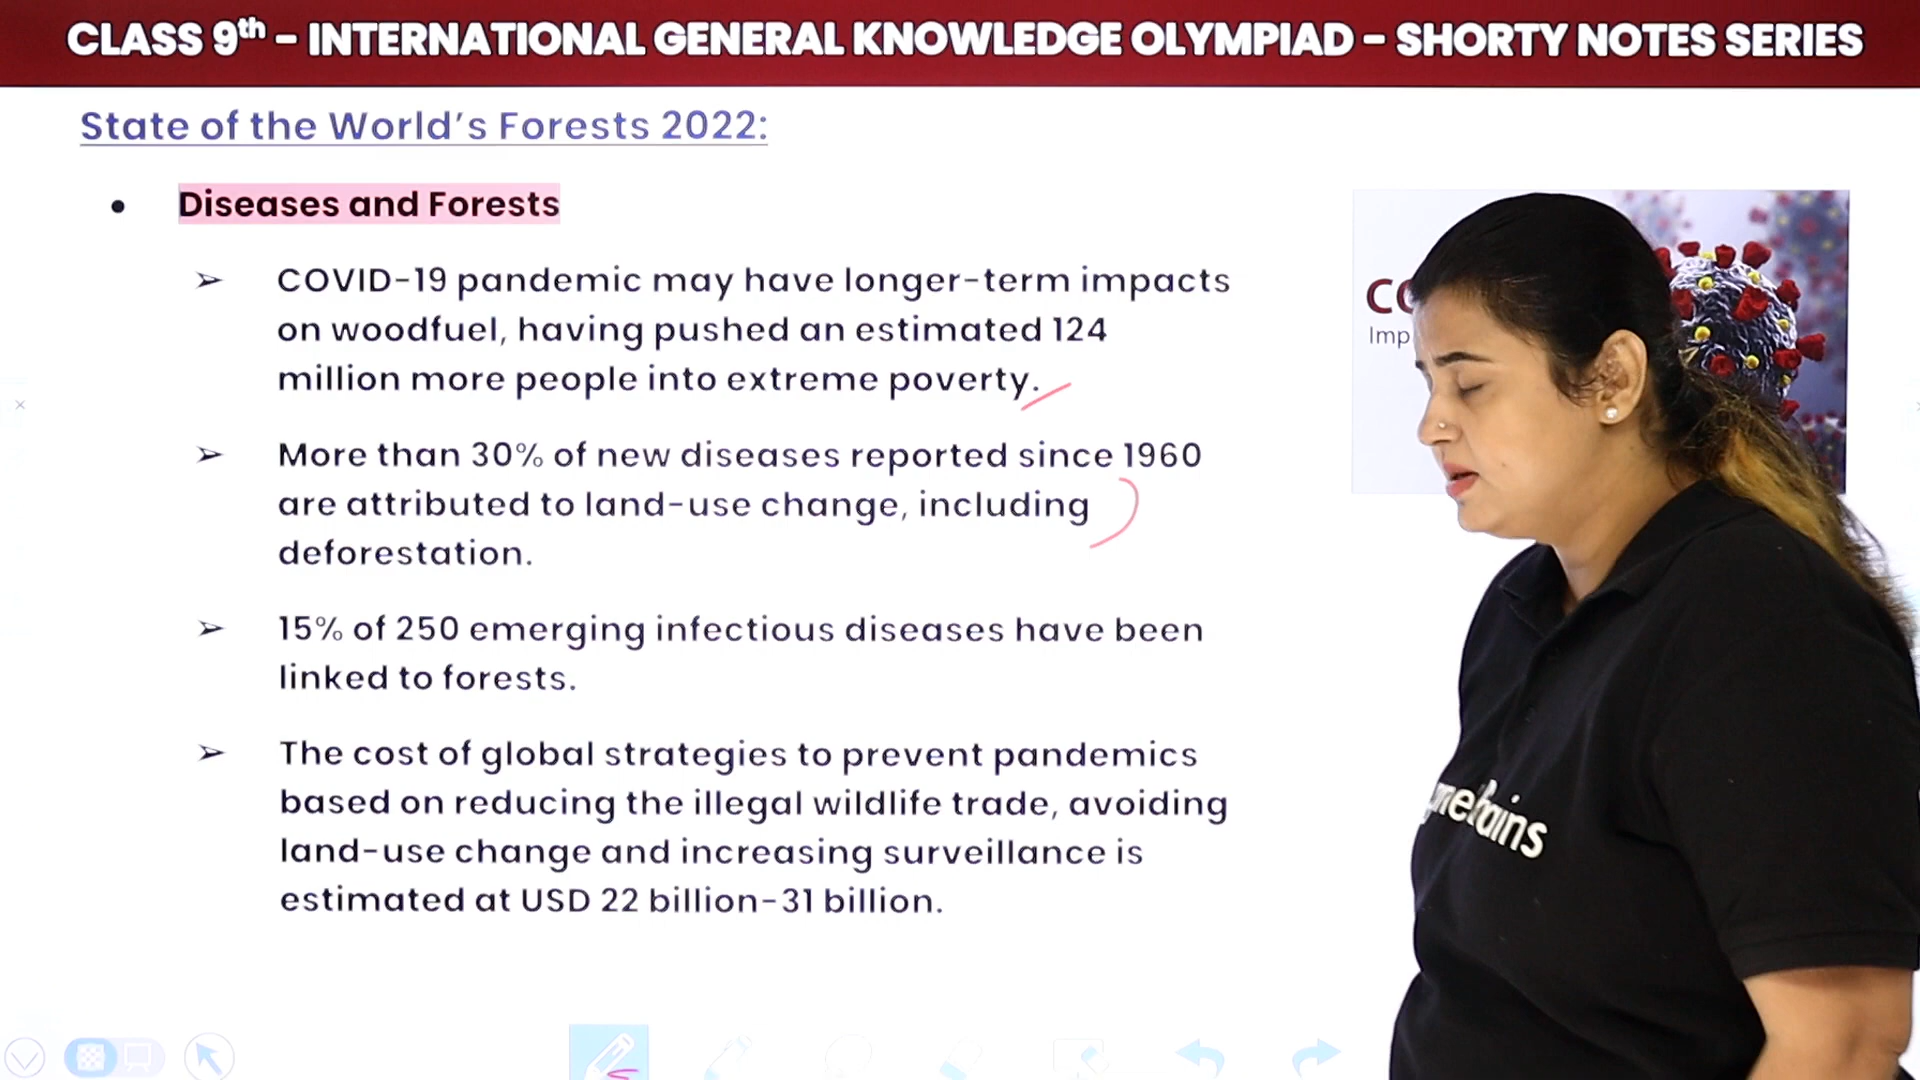 CLASS 9th – INTERNATIONAL GENERAL KNOWLEDGE OLYMPIAD – SHORTY NOTES SERIES
State of the World's Forests 2022:
• Diseases and Forests
➢ COVID-19 pandemic may have longer-term impacts
on woodfuel, having pushed an estimated 124
million more people into extreme poverty.
➢ More than 30% of new diseases reported since 1960
are attributed to land-use change, including
deforestation.
➢ 15% of 250 emerging infectious diseases have been
linked to forests.
➢ The cost of global strategies to prevent pandemics
based on reducing the illegal wildlife trade, avoiding
land-use change and increasing surveillance is
estimated at USD 22 billion-31 billion.